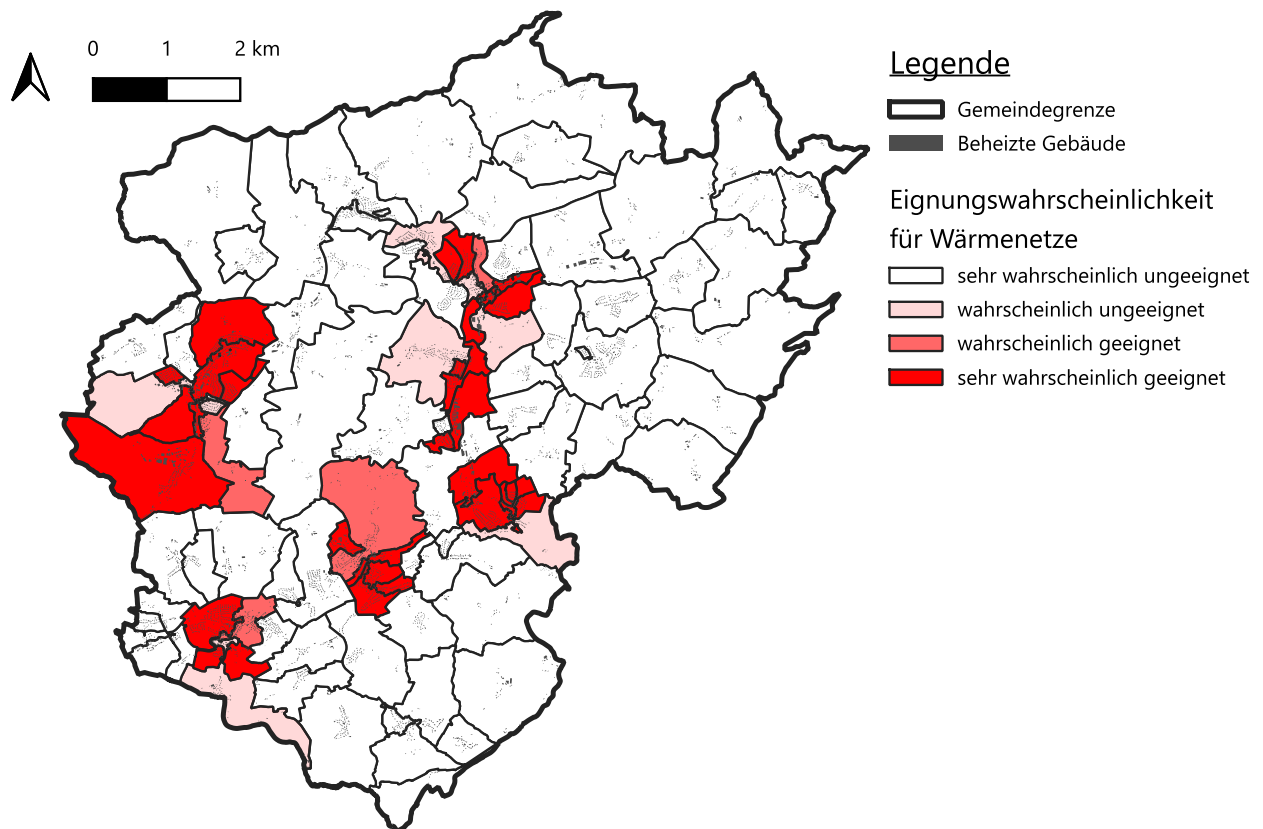 0 1 2 km
Legende
Gemeindegrenze
Beheizte Gebäude
Eignungswahrscheinlichkeit
für Wärmenetze
sehr wahrscheinlich ungeeignet
wahrscheinlich ungeeignet
wahrscheinlich geeignet
sehr wahrscheinlich geeignet